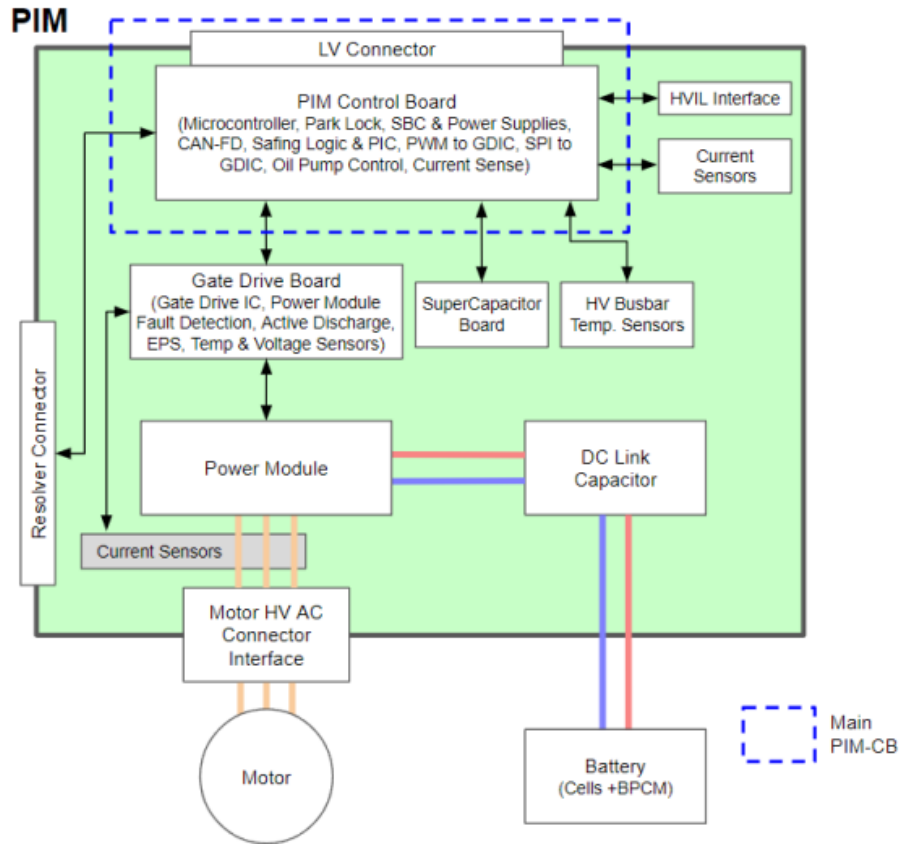 PIM
LV Connector
PIM Control Board
(Microcontroller, Park Lock, SBC & Power Supplies,
CAN-FD, Safing Logic & PIC, PWM to GDIC, SPI to
GDIC, Oil Pump Control, Current Sense)
HVIL Interface
Current
Sensors
Gate Drive Board
(Gate Drive IC, Power Module
Fault Detection, Active Discharge,
EPS, Temp & Voltage Sensors)
SuperCapacitor
Board
HV Busbar
Temp. Sensors
Resolver Connector
Power Module
DC Link
Capacitor
Current Sensors
Motor HV AC
Connector
Interface
Motor
Battery
(Cells +BPCM)
Main
PIM-CB